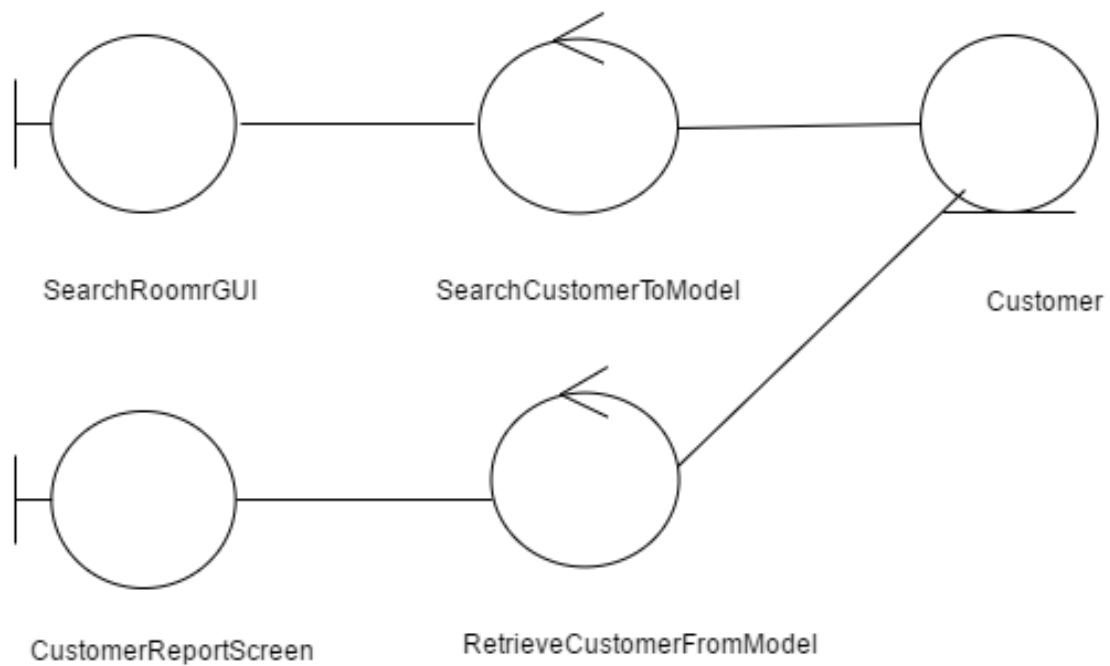 SearchRoomrGUI
SearchCustomerToModel
Customer
CustomerReportScreen
RetrieveCustomerFromModel